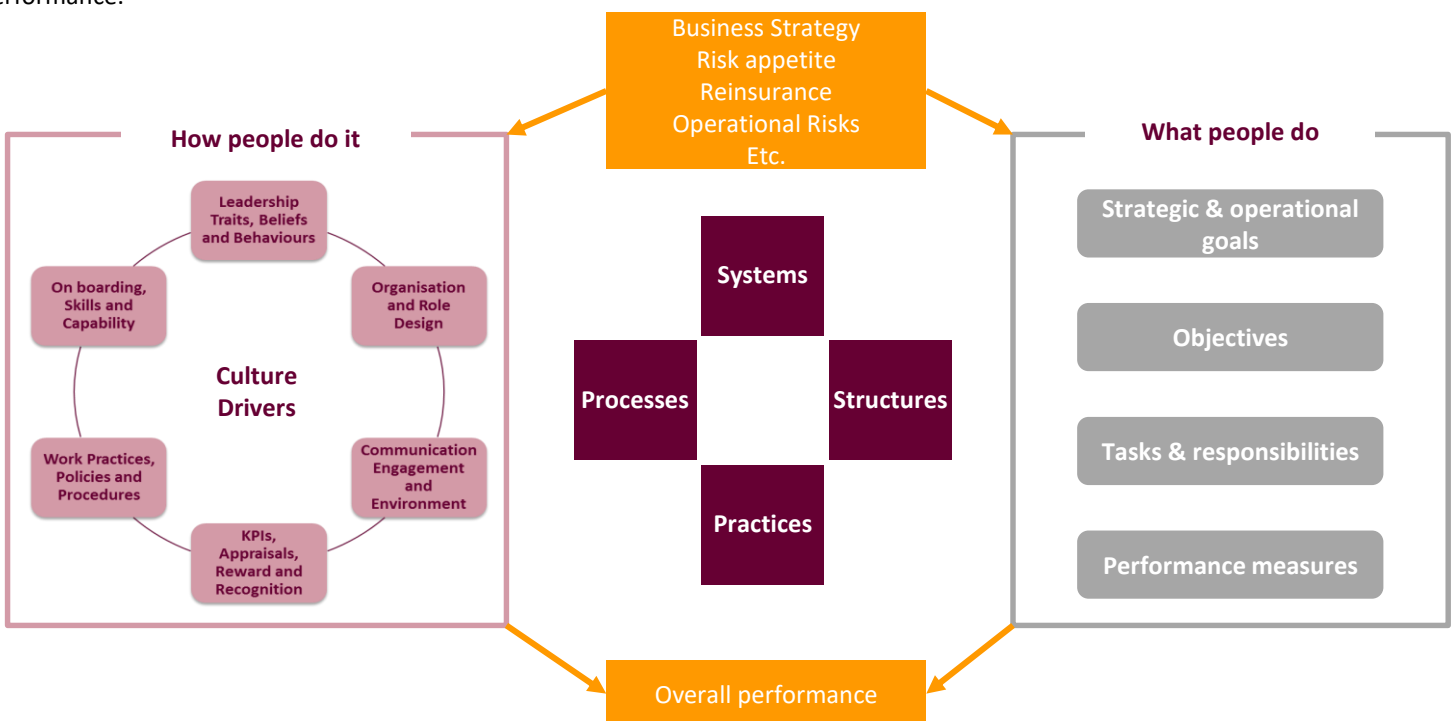 erformance.
Business Strategy
Risk appetite
Reinsurance
Operational Risks
Etc.
How people do it
Leadership
Traits, Beliefs
and Behaviours
On boarding,
Skills and
Capability
Organisation
and Role
Design
Culture
Drivers
Work Practices,
Policies and
Procedures
Communication
Engagement
and
Environment
KPIs,
Appraisals,
Reward and
Recognition
Systems
Processes
Structures
Practices
What people do
Strategic & operational
goals
Objectives
Tasks & responsibilities
Performance measures
Overall performance